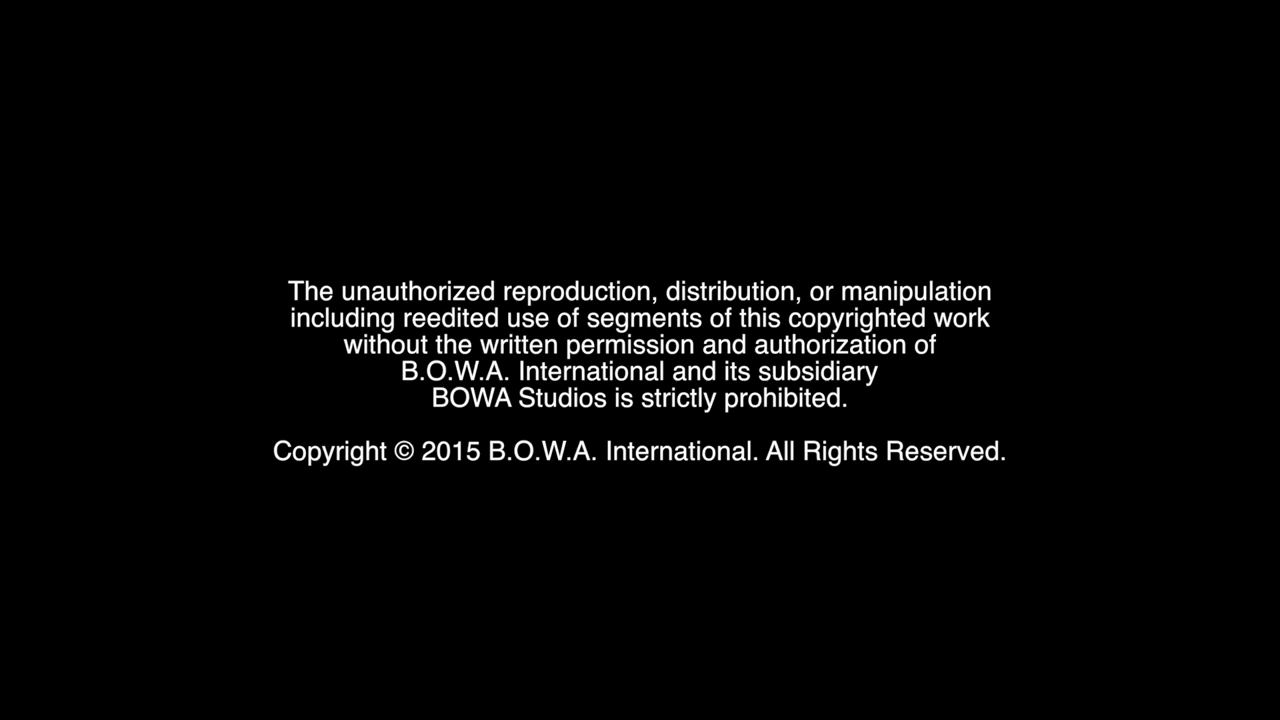 The unauthorized reproduction, distribution, or manipulation
including reedited use of segments of this copyrighted work
without the written permission and authorization of
B.O.W.A. International and its subsidiary
BOWA Studios is strictly prohibited.
Copyright © 2015 B.O.W.A. International. All Rights Reserved.